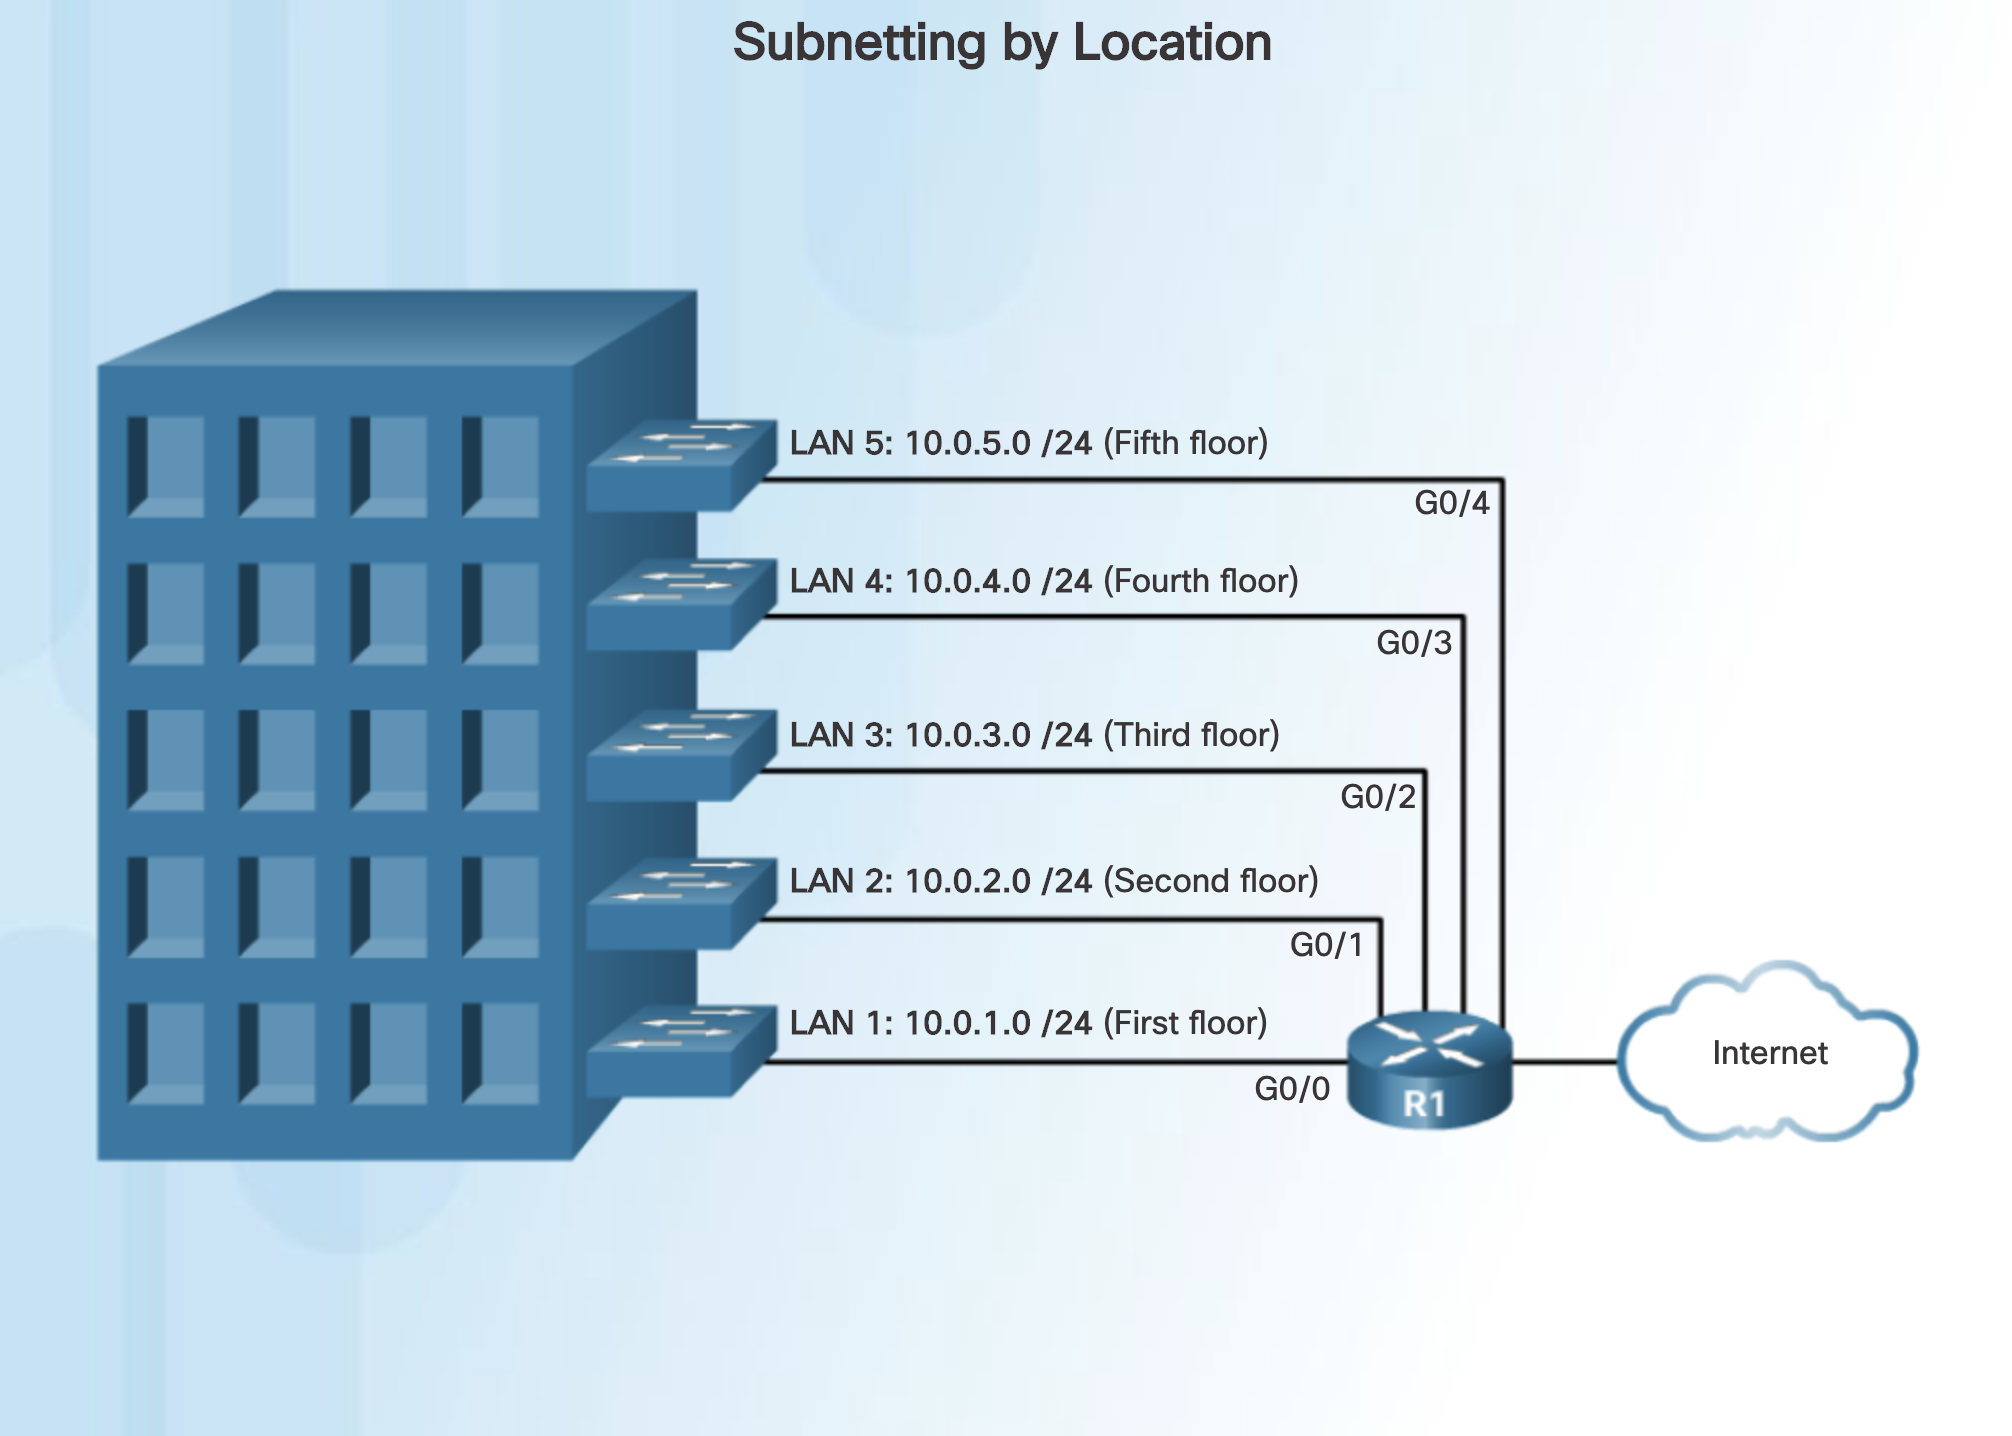 Subnetting by Location
LAN 5: 10.0.5.0 /24 (Fifth floor)
G0/4
LAN 4: 10.0.4.0 /24 (Fourth floor)
G0/3
LAN 3: 10.0.3.0 /24 (Third floor)
G0/2
LAN 2: 10.0.2.0 /24 (Second floor)
G0/1
LAN 1: 10.0.1.0 /24 (First floor)
G0/0
R1
Internet